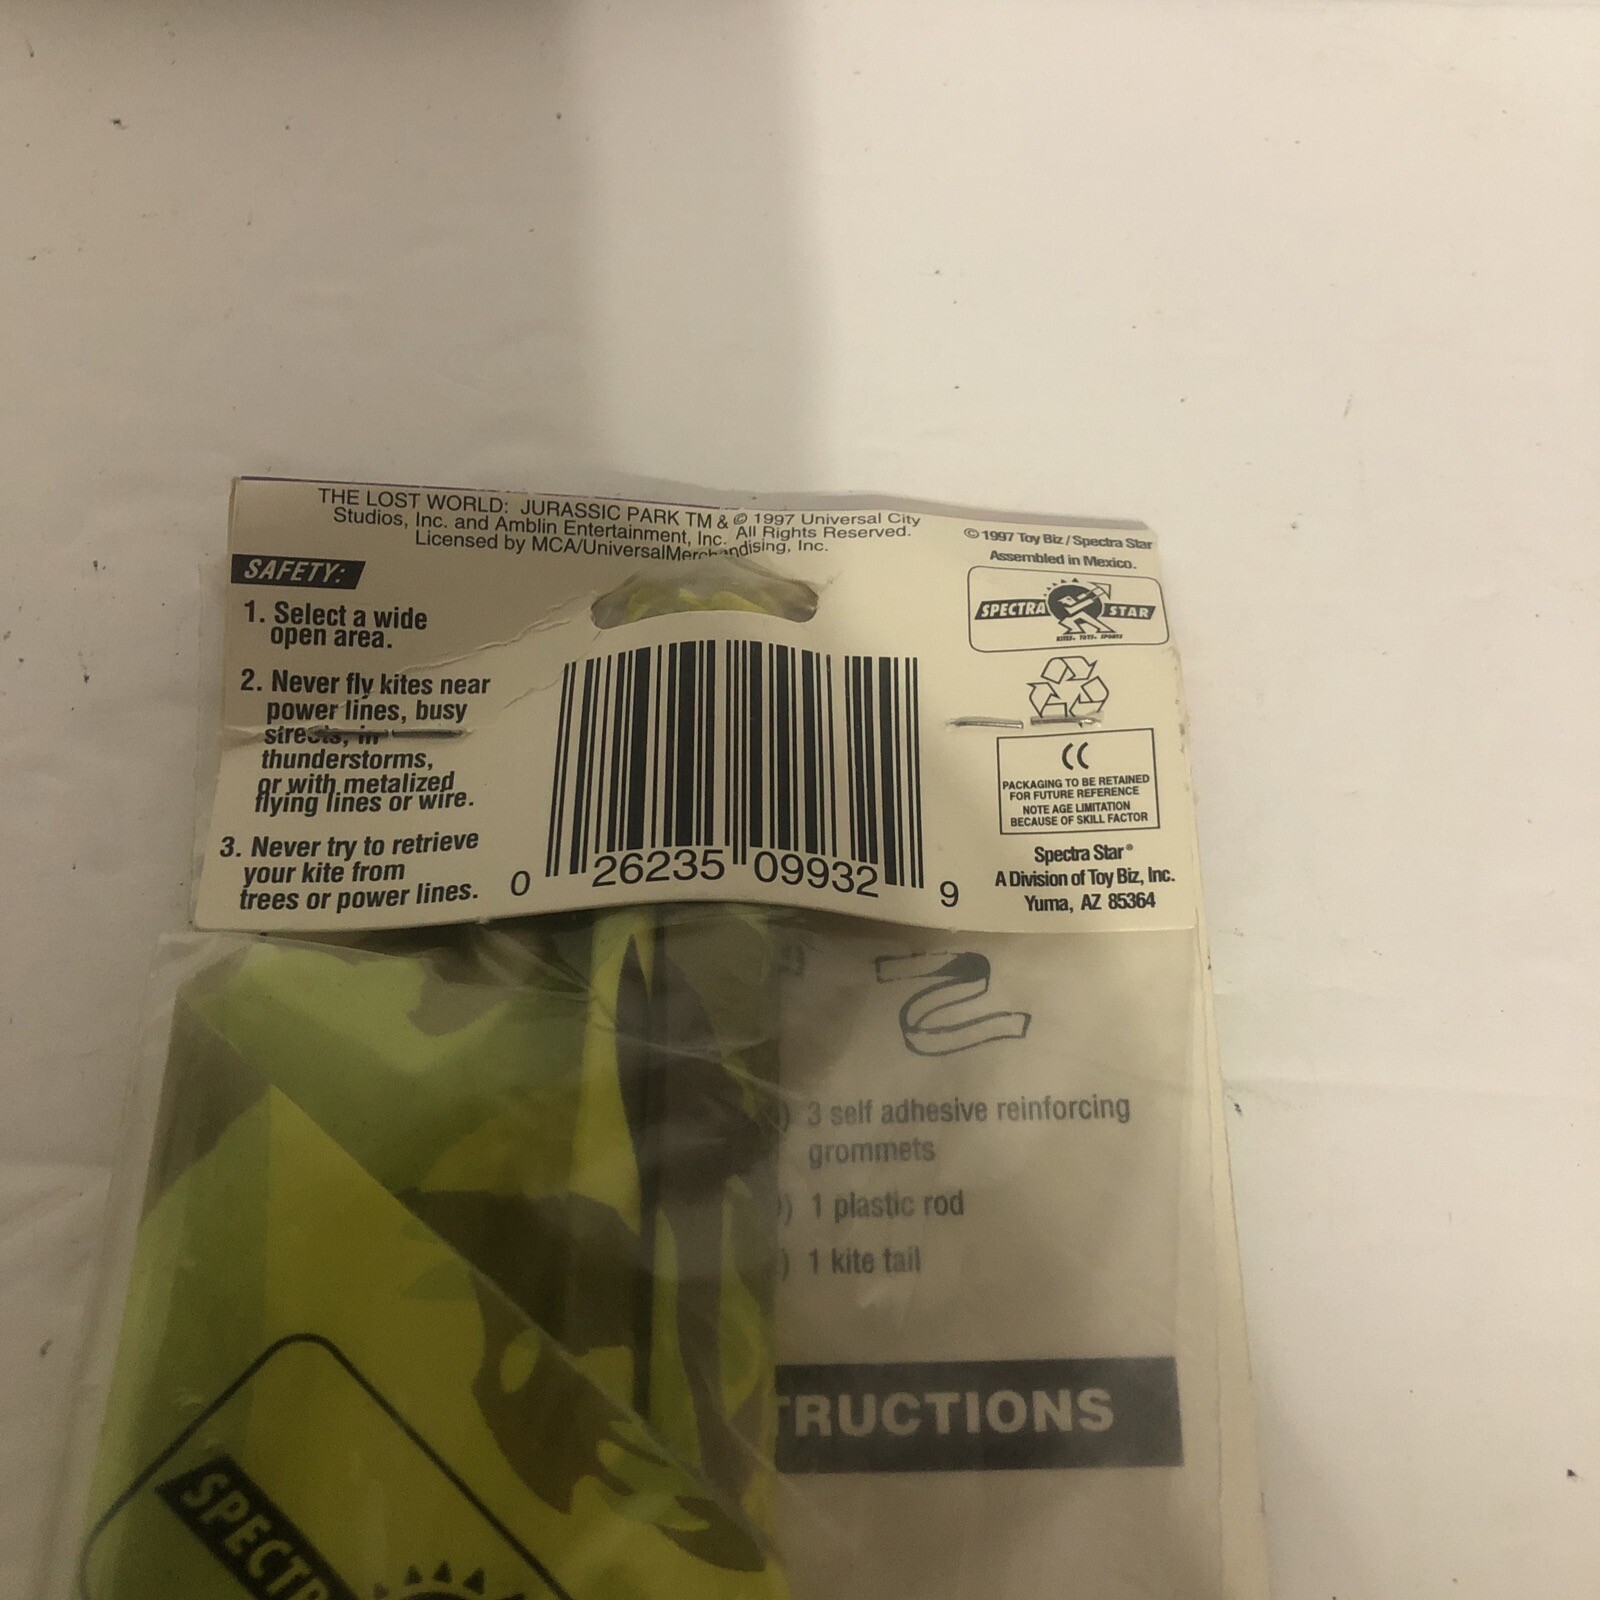 THE LOST WORLD: JURASSIC PARK TM & © 1997 Universal City
Studios, Inc. and Amblin Entertainment, Inc. All Rights Reserved.
Licensed by MCA/UniversalMerchandising, Inc.
© 1997 Toy Biz / Spectra Star
Assembled in Mexico.
SPECTRA STAR
KITES. TOYS. SPORTS
SAFETY:
1. Select a wide
open area.
2. Never fly kites near
power lines, busy
streets, in
thunderstorms,
or with metalized
flying lines or wire.
3. Never try to retrieve
your kite from
trees or power lines.
0 26235 09932 9
PACKAGING TO BE RETAINED
FOR FUTURE REFERENCE
NOTE AGE LIMITATION
BECAUSE OF SKILL FACTOR
Spectra Star®
A Division of Toy Biz, Inc.
Yuma, AZ 85364
) 3 self adhesive reinforcing
grommets
) 1 plastic rod
) 1 kite tail
TRUCTIONS
SPECTR